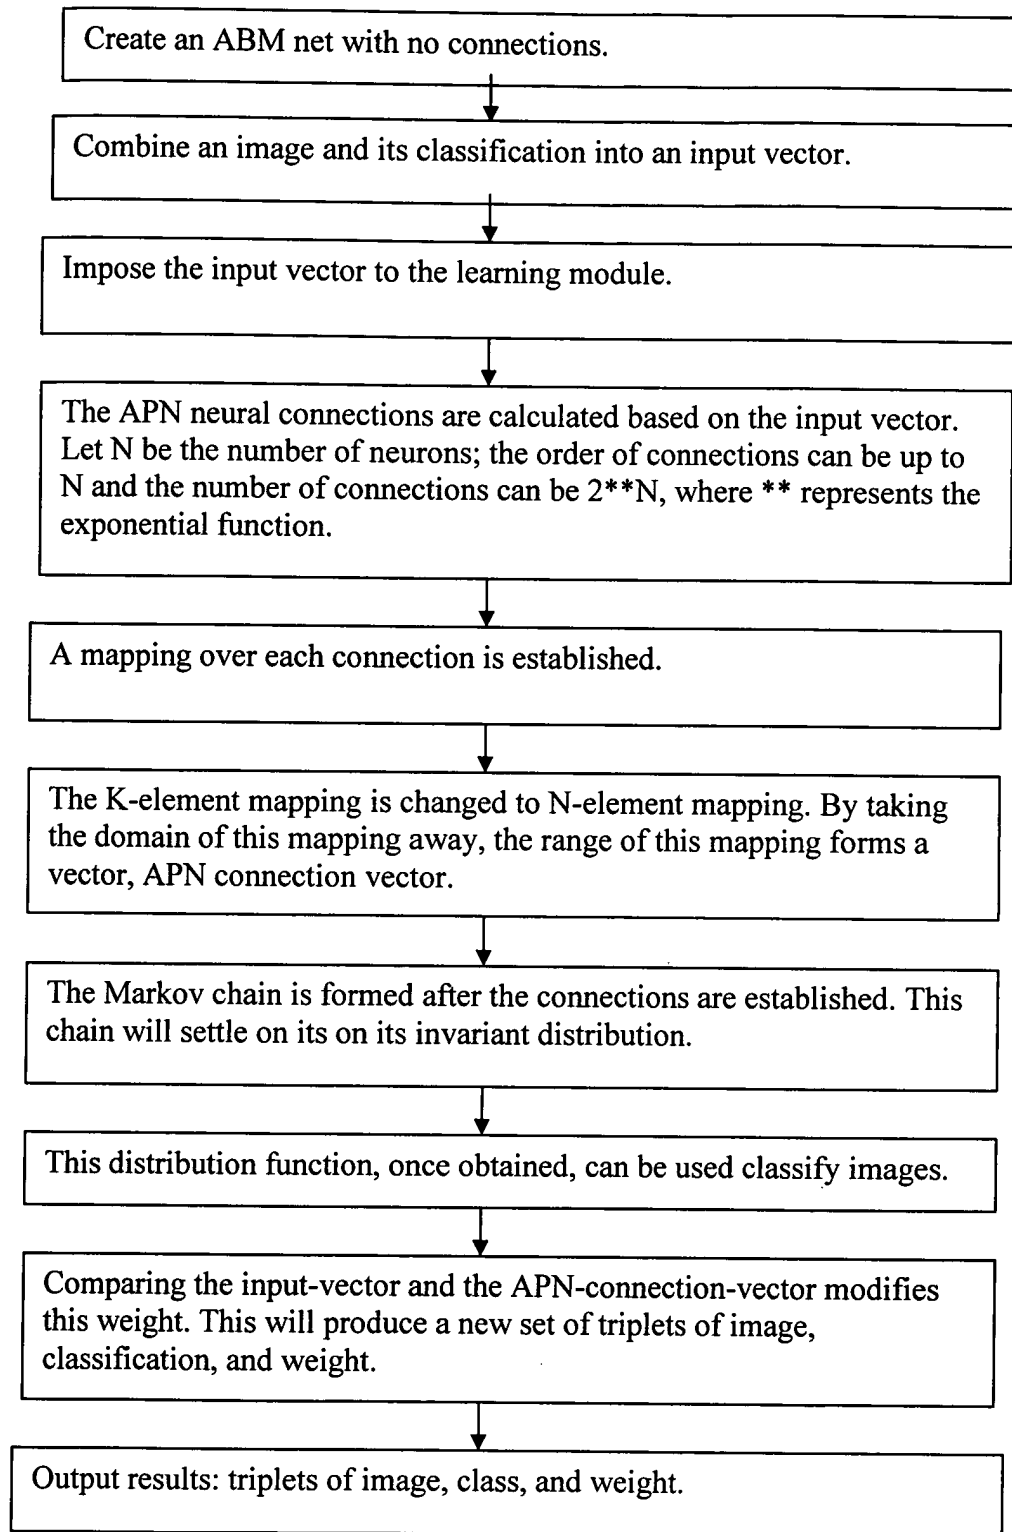 Create an ABM net with no connections.
Combine an image and its classification into an input vector.
Impose the input vector to the learning module.
The APN neural connections are calculated based on the input vector.
Let N be the number of neurons; the order of connections can be up to
N and the number of connections can be 2**N, where ** represents the
exponential function.
A mapping over each connection is established.
The K-element mapping is changed to N-element mapping. By taking
the domain of this mapping away, the range of this mapping forms a
vector, APN connection vector.
The Markov chain is formed after the connections are established. This
chain will settle on its on its invariant distribution.
This distribution function, once obtained, can be used classify images.
Comparing the input-vector and the APN-connection-vector modifies
this weight. This will produce a new set of triplets of image,
classification, and weight.
Output results: triplets of image, class, and weight.